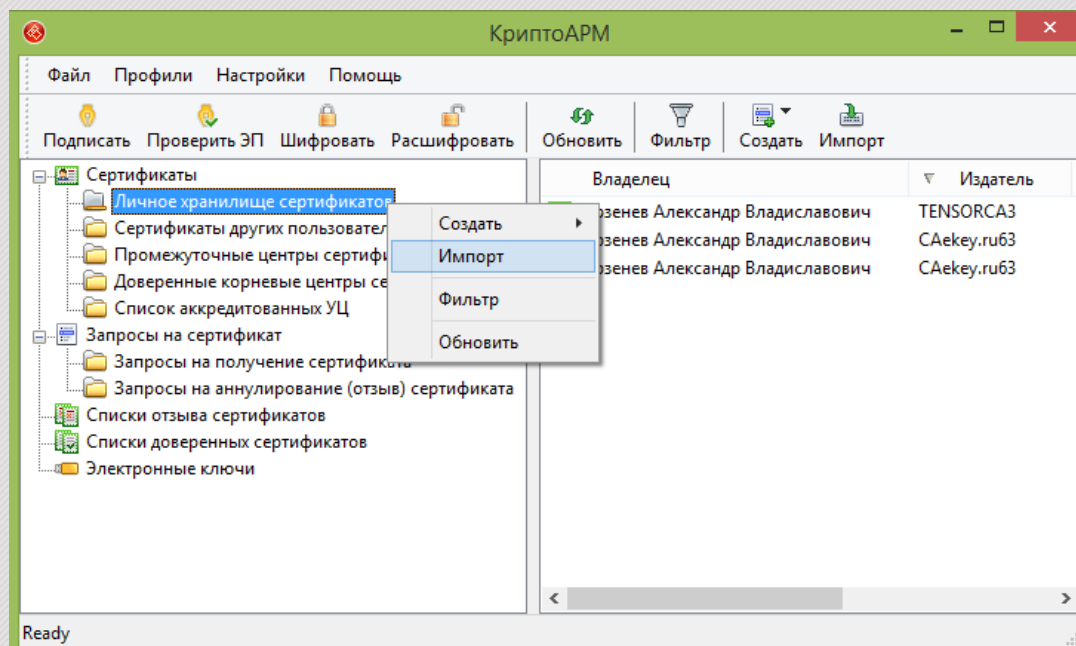 КриптоАРМ
Файл Профили Настройки Помощь
Подписать Проверить ЭП Шифровать Расшифровать Обновить Фильтр Создать Импорт
Сертификаты
Личное хранилище сертификатов
Сертификаты других
Промежуточные центры
Доверенные корневые центры
Список аккредитованных УЦ
Запросы на сертификат
Запросы на получение сертификата
Запросы на аннулирование (отзыв) сертификата
Списки отзыва сертификатов
Списки доверенных сертификатов
Электронные ключи
Создать
Импорт
Фильтр
Обновить
Владелец Издатель
Александр Владиславович TENSORCA3
Александр Владиславович CAekey.ru63
Александр Владиславович CAekey.ru63
Ready